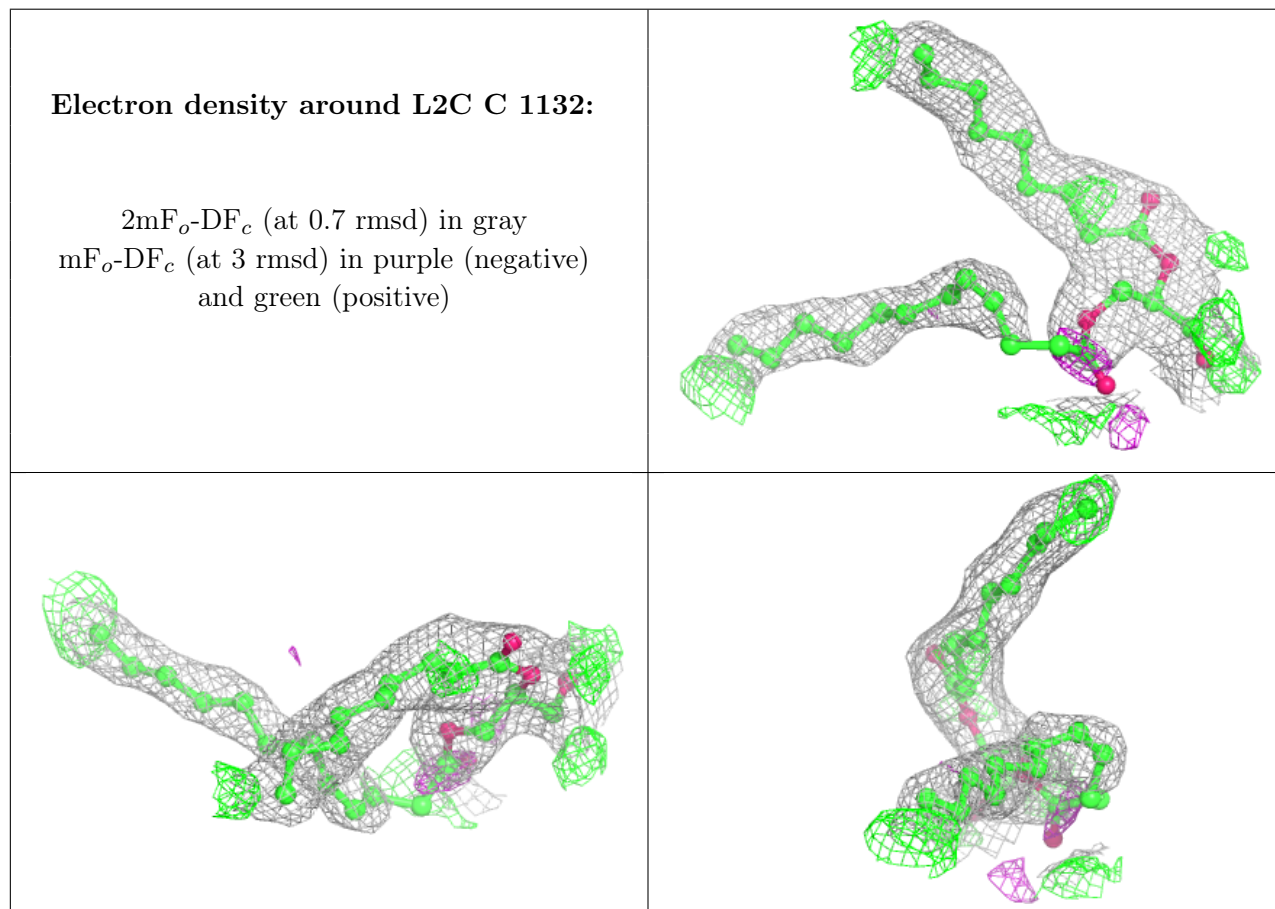 Electron density around L2C C 1132:
2mFₒ-DF𝑐 (at 0.7 rmsd) in gray
mFₒ-DF𝑐 (at 3 rmsd) in purple (negative)
and green (positive)